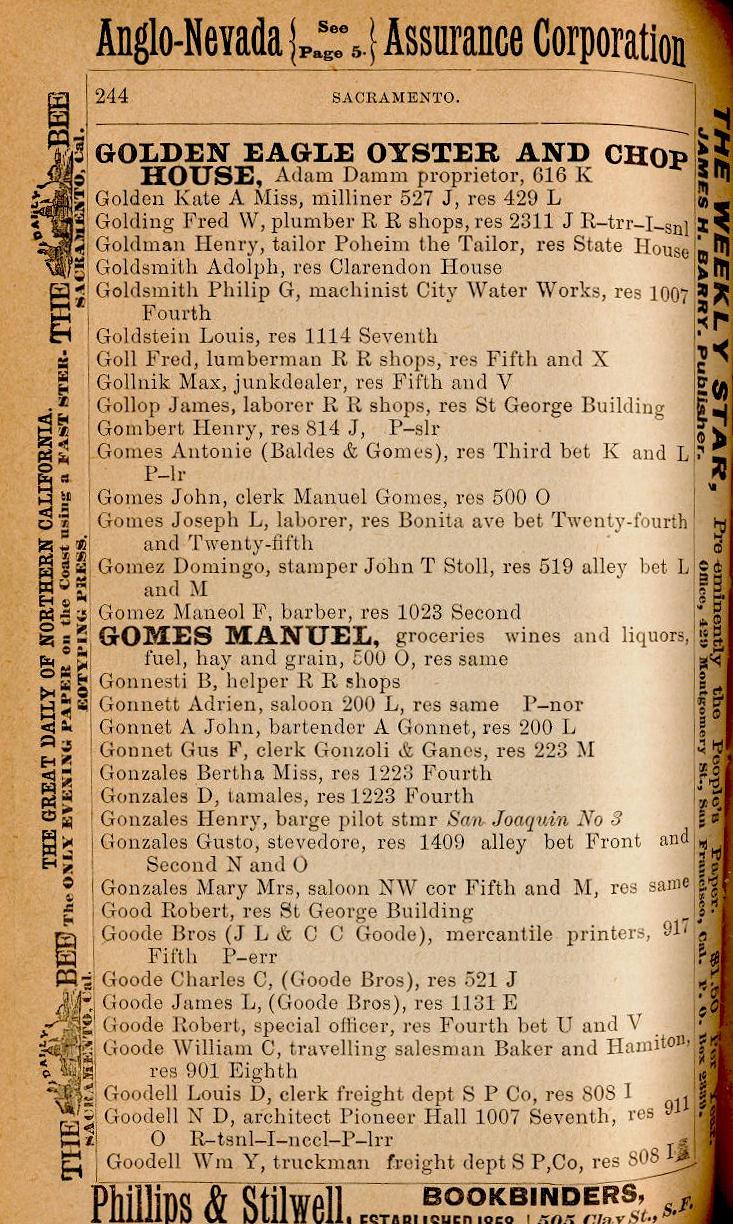 Anglo-Nevada { See Page 5. } Assurance Corporation
244 SACRAMENTO.
GOLDEN EAGLE OYSTER AND CHOP
HOUSE, Adam Damm proprietor, 616 K
Golden Kate A Miss, milliner 527 J, res 429 L
Golding Fred W, plumber R R shops, res 2311 J R-trr-I-snl
Goldman Henry, tailor Poheim the Tailor, res State House
Goldsmith Adolph, res Clarendon House
Goldsmith Philip G, machinist City Water Works, res 1007
Fourth
Goldstein Louis, res 1114 Seventh
Goll Fred, lumberman R R shops, res Fifth and X
Gollnik Max, junkdealer, res Fifth and V
Gollop James, laborer R R shops, res St George Building
Gombert Henry, res 814 J, P-slr
Gomes Antonie (Baldes & Gomes), res Third bet K and L
P-lr
Gomes John, clerk Manuel Gomes, res 500 O
Gomes Joseph L, laborer, res Bonita ave bet Twenty-fourth
and Twenty-fifth
Gomez Domingo, stamper John T Stoll, res 519 alley bet L
and M
Gomez Maneol F, barber, res 1023 Second
GOMES MANUEL, groceries wines and liquors,
fuel, hay and grain, 500 O, res same
Gonnesti B, helper R R shops
Gonnett Adrien, saloon 200 L, res same P-nor
Gonnet A John, bartender A Gonnet, res 200 L
Gonnet Gus F, clerk Gonzoli & Ganes, res 223 M
Gonzales Bertha Miss, res 1223 Fourth
Gonzales D, tamales, res 1223 Fourth
Gonzales Henry, barge pilot stmr San Joaquin No 3
Gonzales Gusto, stevedore, res 1409 alley bet Front and
Second N and O
Gonzales Mary Mrs, saloon NW cor Fifth and M, res same
Good Robert, res St George Building
Goode Bros (J L & C C Goode), mercantile printers, 917
Fifth P-err
Goode Charles C, (Goode Bros), res 521 J
Goode James L, (Goode Bros), res 1131 E
Goode Robert, special officer, res Fourth bet U and V
Goode William C, travelling salesman Baker and Hamiton,
res 901 Eighth
Goodell Louis D, clerk freight dept S P Co, res 808 I
Goodell N D, architect Pioneer Hall 1007 Seventh, res 911
O R-tsnl-I-nccl-P-lrr
Goodell Wm Y, truckman freight dept S P,Co, res 808 I
Phillips & Stilwell, BOOKBINDERS,
ESTABLISHED 1858. | 505 Clay St., S.F.
THE DAILY BEE SACRAMENTO, Cal.
THE GREAT DAILY OF NORTHERN CALIFORNIA.
The ONLY EVENING PAPER on the Coast using a FAST STER-
EOTYPING PRESS.
THE DAILY BEE SACRAMENTO, Cal.
THE WEEKLY STAR, Pre-eminently the People's Paper. $1.50 Per Year.
JAMES H. BARRY, Publisher. Office, 429 Montgomery St., San Francisco, Cal. P. O. Box